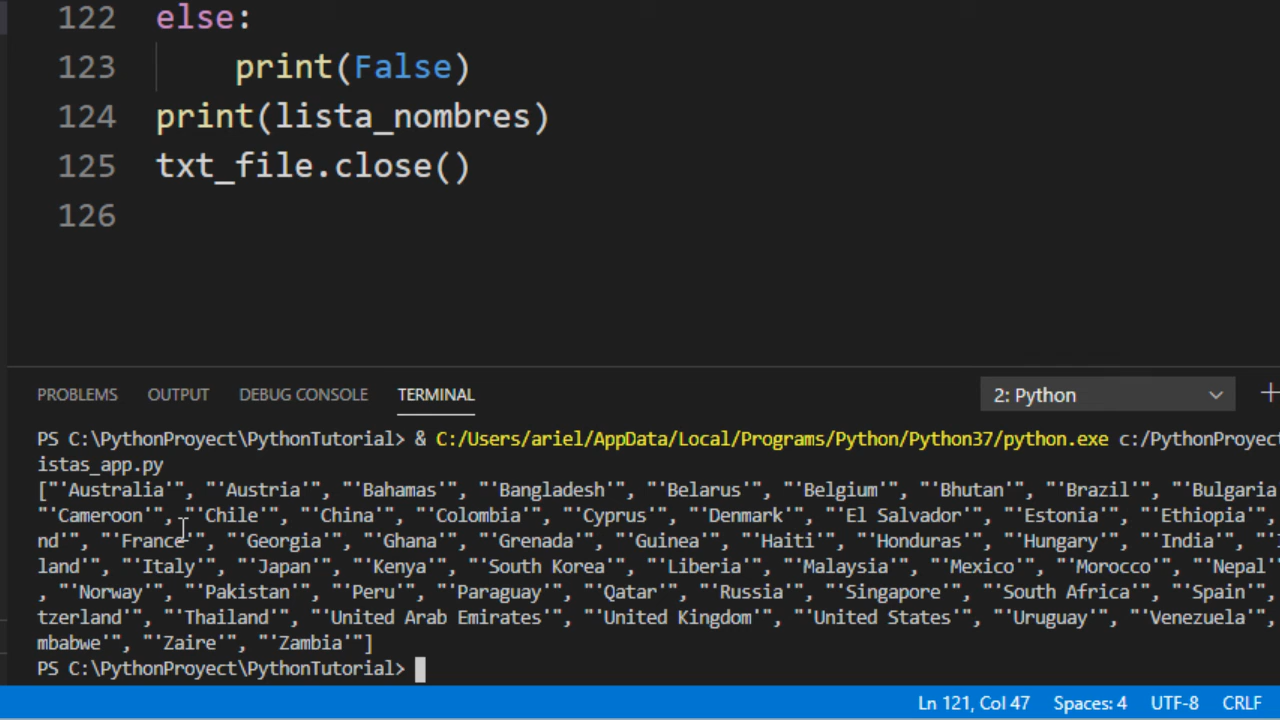 122 else:
123 print(False)
124 print(lista_nombres)
125 txt_file.close()
126
PROBLEMS OUTPUT DEBUG CONSOLE TERMINAL 2: Python
PS C:\PythonProyect\PythonTutorial> & C:/Users/ariel/AppData/Local/Programs/Python/Python37/python.exe c:/PythonProyect
istas_app.py
["'Australia'", "'Austria'", "'Bahamas'", "'Bangladesh'", "'Belarus'", "'Belgium'", "'Bhutan'", "'Brazil'", "'Bulgaria
"'Cameroon'", "'Chile'", "'China'", "'Colombia'", "'Cyprus'", "'Denmark'", "'El Salvador'", "'Estonia'", "'Ethiopia'",
nd'", "'France'", "'Georgia'", "'Ghana'", "'Grenada'", "'Guinea'", "'Haiti'", "'Honduras'", "'Hungary'", "'India'", "'
land'", "'Italy'", "'Japan'", "'Kenya'", "'South Korea'", "'Liberia'", "'Malaysia'", "'Mexico'", "'Morocco'", "'Nepal'
, "'Norway'", "'Pakistan'", "'Peru'", "'Paraguay'", "'Qatar'", "'Russia'", "'Singapore'", "'South Africa'", "'Spain'",
tzerland'", "'Thailand'", "'United Arab Emirates'", "'United Kingdom'", "'United States'", "'Uruguay'", "'Venezuela'",
mbabwe'", "'Zaire'", "'Zambia'"]
PS C:\PythonProyect\PythonTutorial>
Ln 121, Col 47 Spaces: 4 UTF-8 CRLF